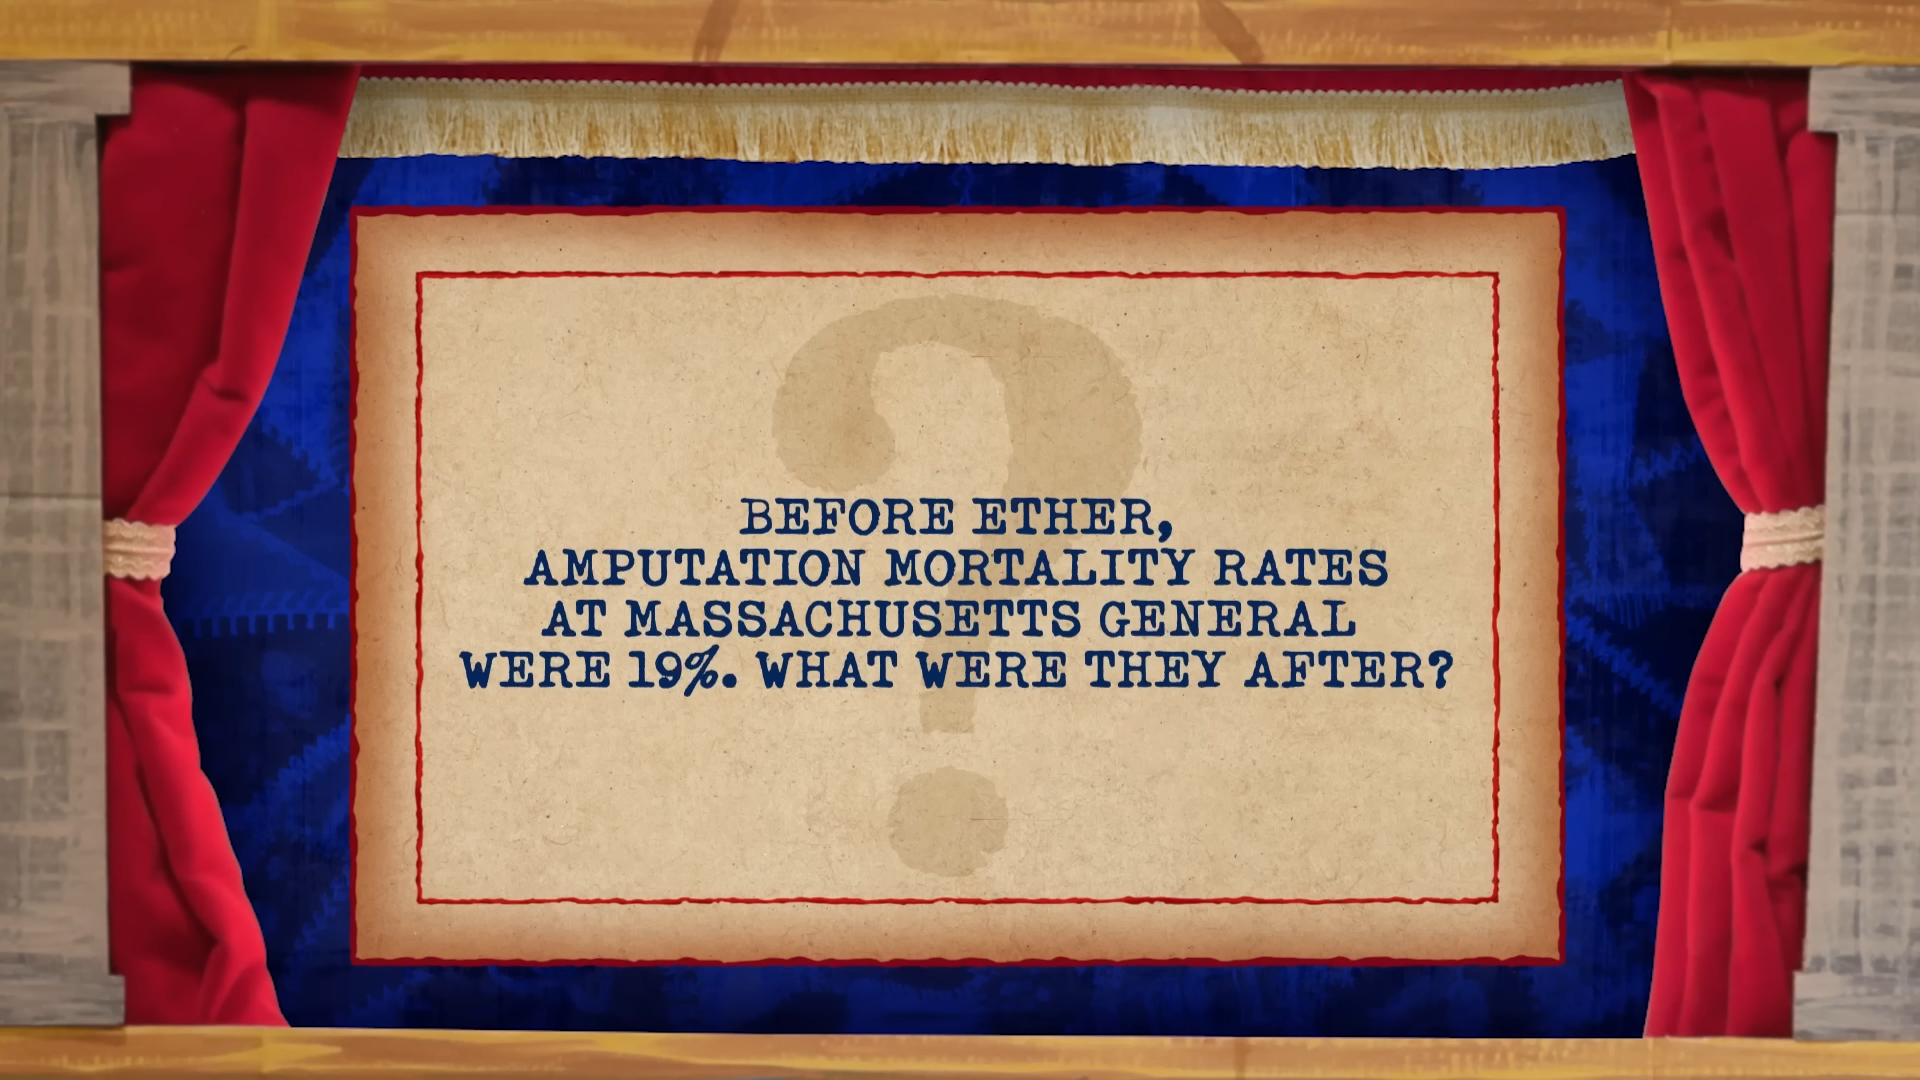 BEFORE ETHER,
AMPUTATION MORTALITY RATES
AT MASSACHUSETTS GENERAL
WERE 19%. WHAT WERE THEY AFTER?